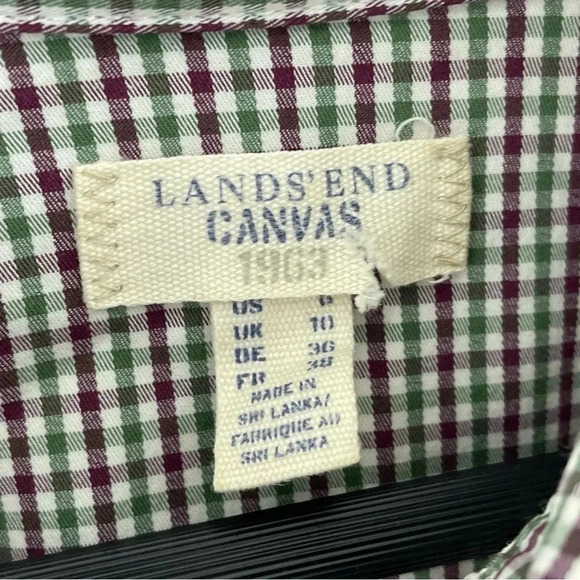 LANDS' END
CANVAS
1963
US 6
UK 10
DE 36
FR 38
MADE IN
SRI LANKA/
FABRIQUE AU
SRI LANKA